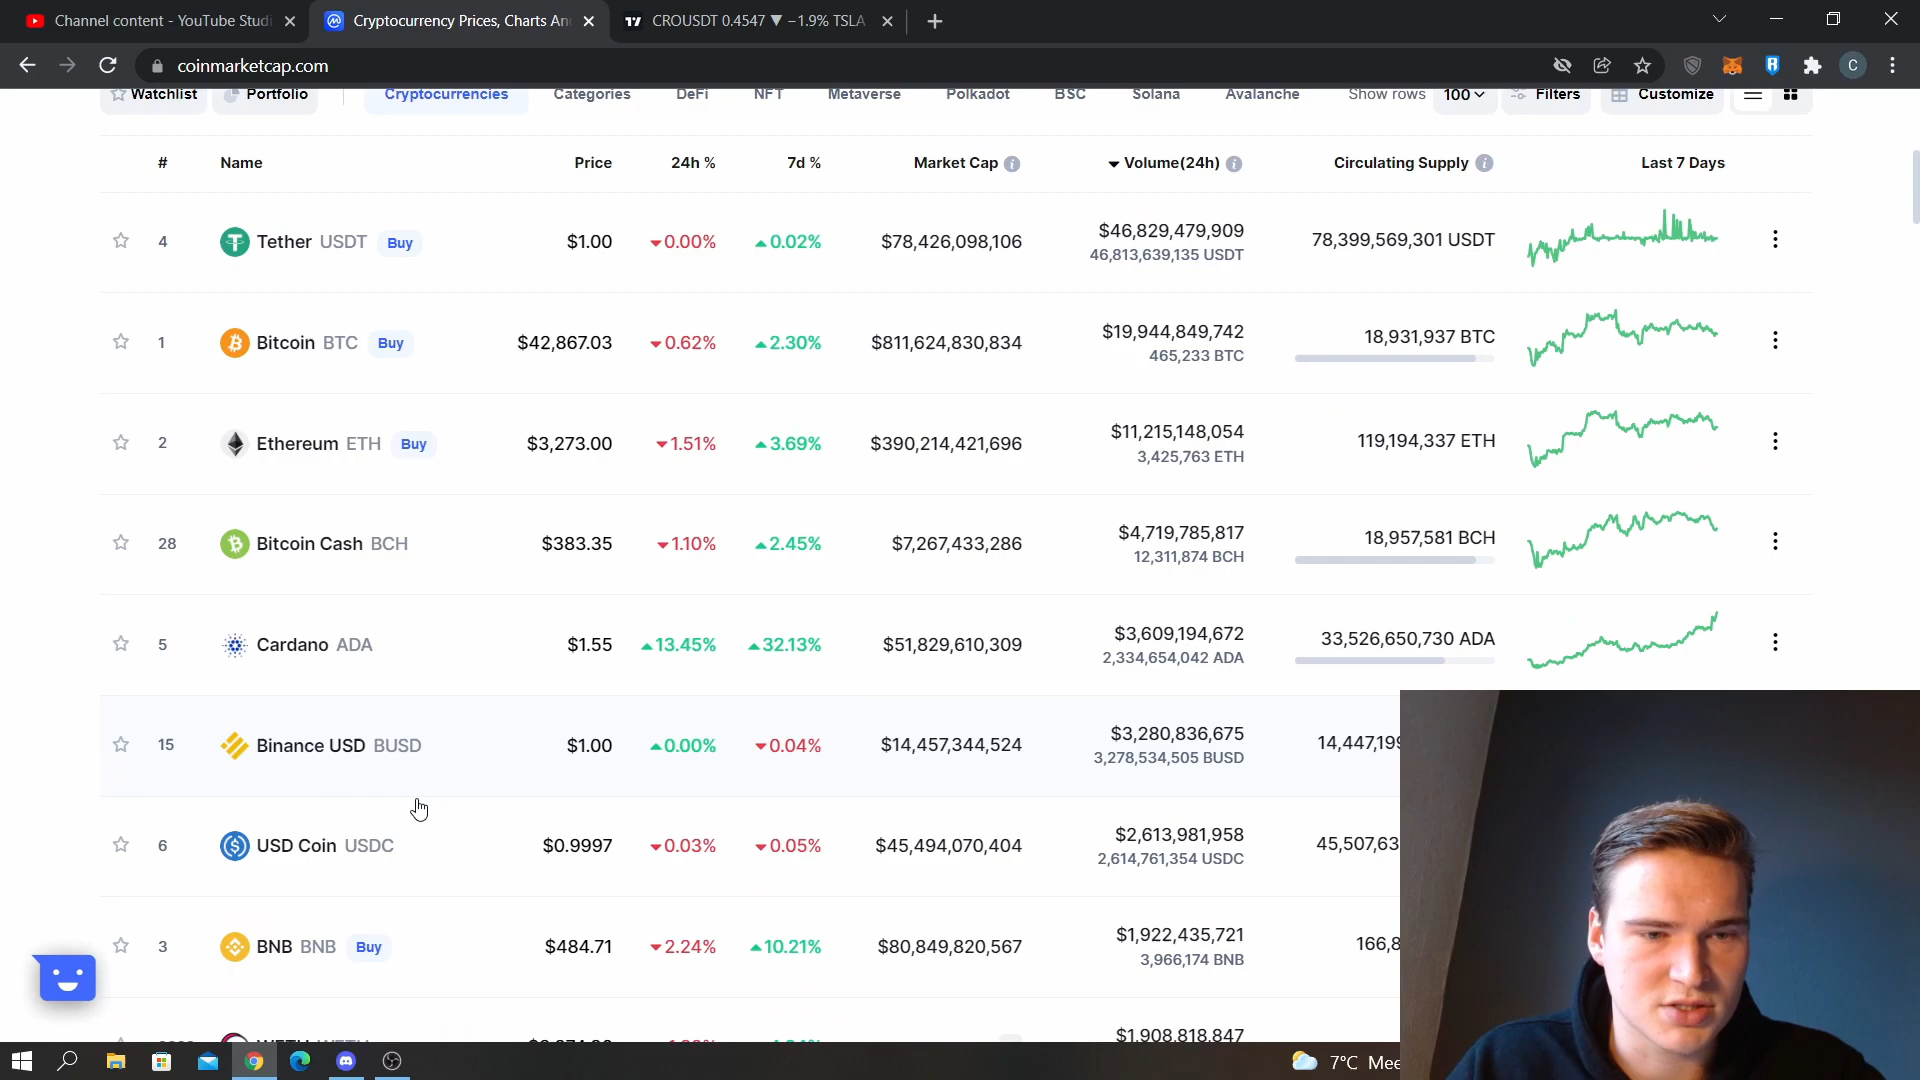 Channel content - YouTube Studi
Cryptocurrency Prices, Charts An
CROUSDT 0.4547 ▼ −1.9% TSLA
coinmarketcap.com
C
Watchlist Portfolio Cryptocurrencies Categories DeFi NFT Metaverse Polkadot BSC Solana Avalanche Show rows 100 Filters Customize
# Name Price 24h % 7d % Market Cap Volume(24h) Circulating Supply Last 7 Days
4 Tether USDT Buy $1.00 0.00% 0.02% $78,426,098,106 $46,829,479,909 78,399,569,301 USDT
46,813,639,135 USDT
1 Bitcoin BTC Buy $42,867.03 0.62% 2.30% $811,624,830,834 $19,944,849,742 18,931,937 BTC
465,233 BTC
2 Ethereum ETH Buy $3,273.00 1.51% 3.69% $390,214,421,696 $11,215,148,054 119,194,337 ETH
3,425,763 ETH
28 Bitcoin Cash BCH $383.35 1.10% 2.45% $7,267,433,286 $4,719,785,817 18,957,581 BCH
12,311,874 BCH
5 Cardano ADA $1.55 13.45% 32.13% $51,829,610,309 $3,609,194,672 33,526,650,730 ADA
2,334,654,042 ADA
15 Binance USD BUSD $1.00 0.00% 0.04% $14,457,344,524 $3,280,836,675 14,447,199
3,278,534,505 BUSD
6 USD Coin USDC $0.9997 0.03% 0.05% $45,494,070,404 $2,613,981,958 45,507,63
2,614,761,354 USDC
3 BNB BNB Buy $484.71 2.24% 10.21% $80,849,820,567 $1,922,435,721 166,8
3,966,174 BNB
$1,908,818,847
7°C Mee